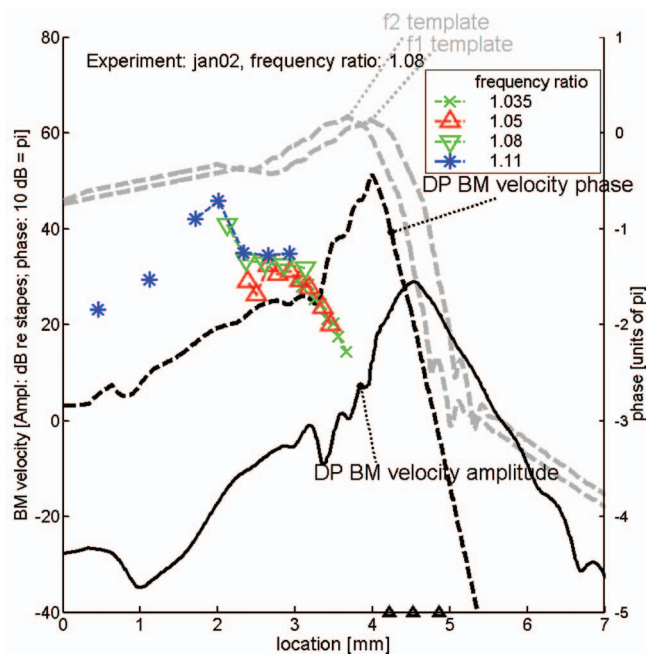 f2 template
f1 template
Experiment: jan02, frequency ratio: 1.08
frequency ratio
1.035
1.05
1.08
1.11
DP BM velocity phase
DP BM velocity amplitude
BM velocity [Ampl: dB re stapes; phase: 10 dB = pi]
80
60
40
20
0
-20
-40
1
0
-1
-2
-3
-4
-5
phase [units of pi]
0 1 2 3 4 5 6 7
location [mm]